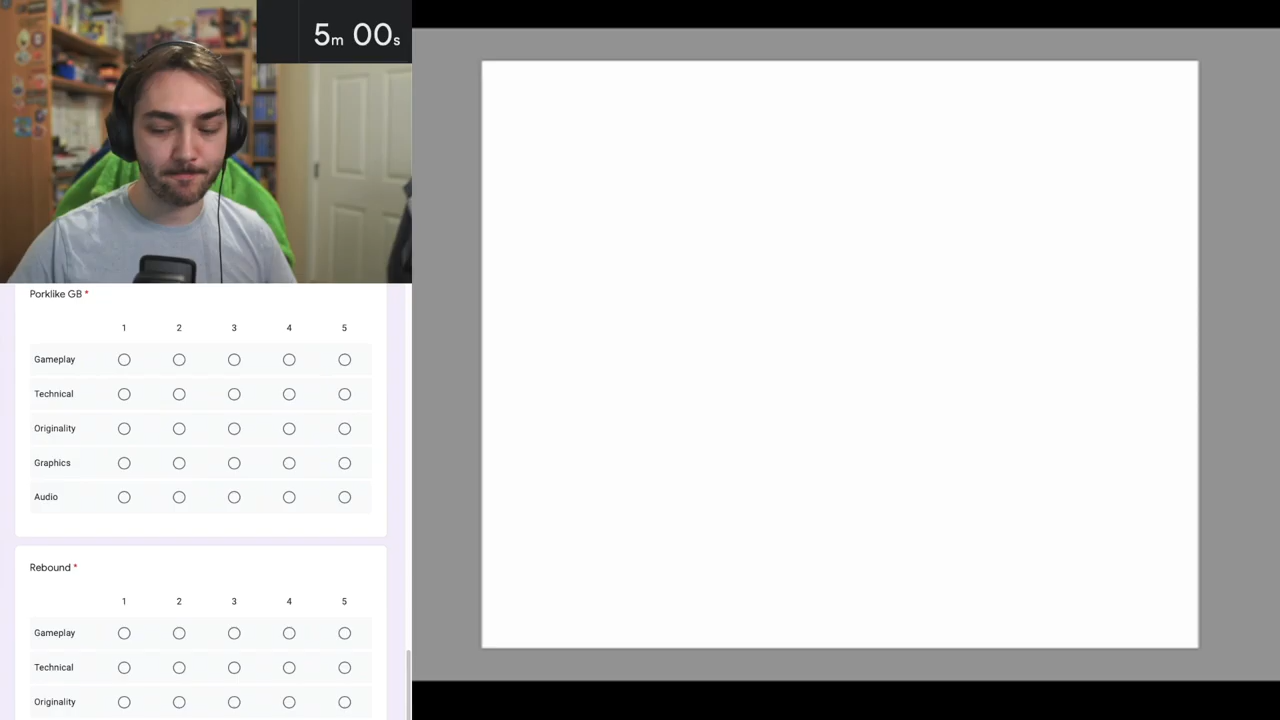 5m 00s
Porklike GB *
1 2 3 4 5
Gameplay
Technical
Originality
Graphics
Audio
Rebound *
1 2 3 4 5
Gameplay
Technical
Originality